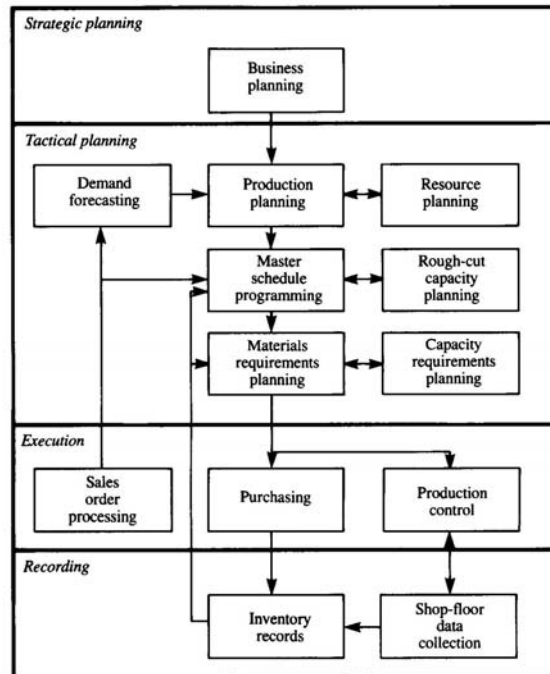 Strategic planning
Business
planning
Tactical planning
Demand
forecasting
Production
planning
Resource
planning
Master
schedule
programming
Rough-cut
capacity
planning
Materials
requirements
planning
Capacity
requirements
planning
Execution
Sales
order
processing
Purchasing
Production
control
Recording
Inventory
records
Shop-floor
data
collection